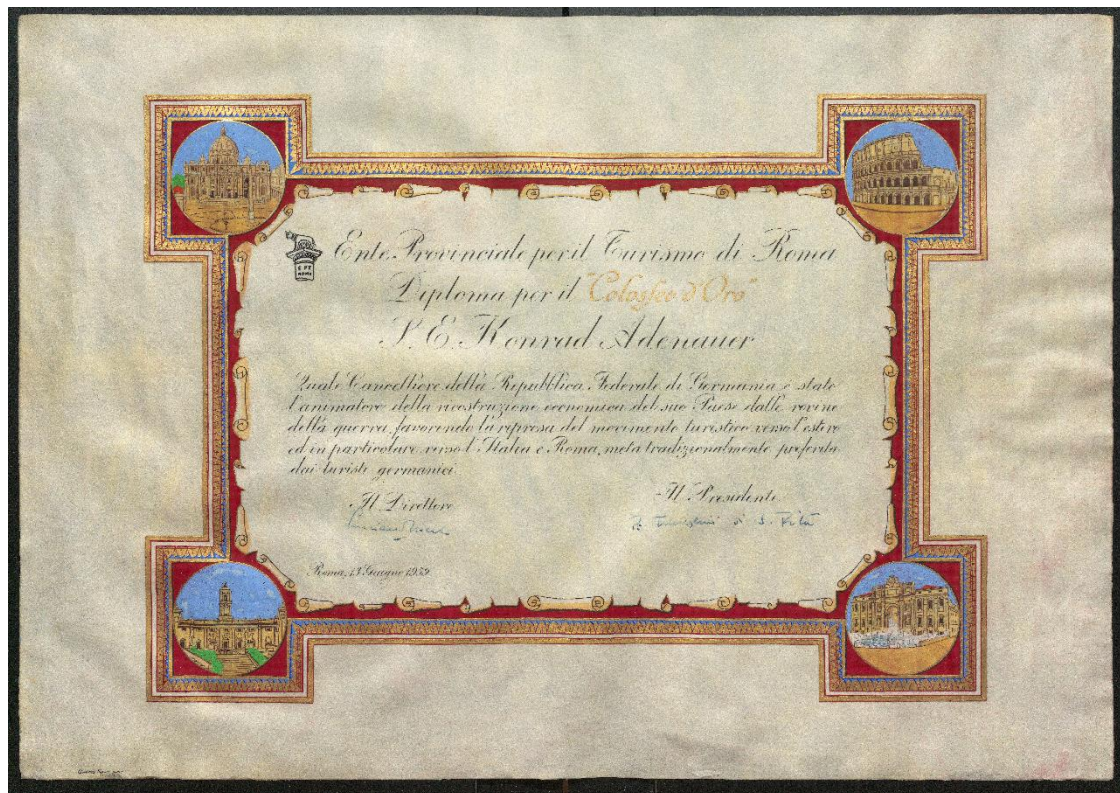 Ente Provinciale per il Turismo di Roma
E PT
ROMA
Diploma per il "Colosseo d'Oro"
S. E. Konrad Adenauer
Quale Cancelliere della Repubblica Federale di Germania è stato
l'animatore della ricostruzione economica del suo Paese dalle rovine
della guerra, favorendo la ripresa del movimento turistico verso l'estero
ed in particolare verso l'Italia e Roma, meta tradizionalmente preferita
dai turisti germanici.
Il Direttore
Il Presidente
Roma, 13 Giugno 1959